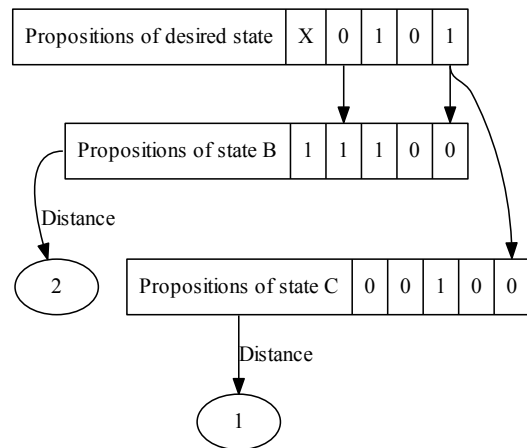 Propositions of desired state X 0 1 0 1
Propositions of state B 1 1 1 0 0
Distance
2
Propositions of state C 0 0 1 0 0
Distance
1